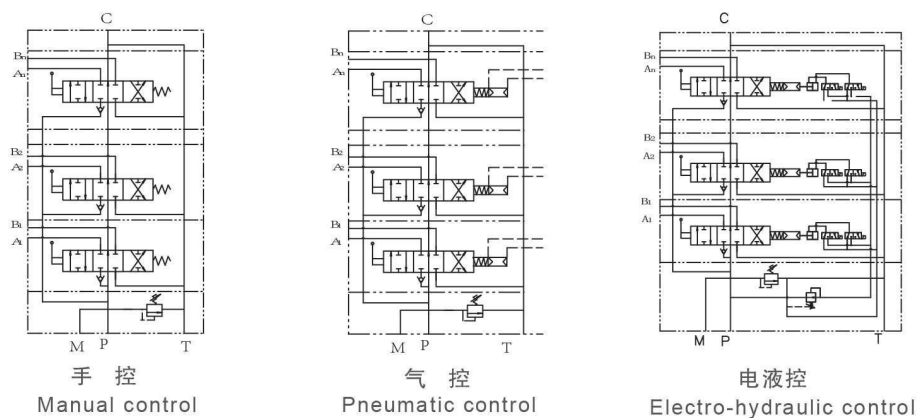 C
Bn
An
B2
A2
B1
A1
M P T
手 控
Manual control
C
Bn
An
B2
A2
B1
A1
M P T
气 控
Pneumatic control
C
Bn
An
B2
A2
B1
A1
M P T
电液控
Electro-hydraulic control